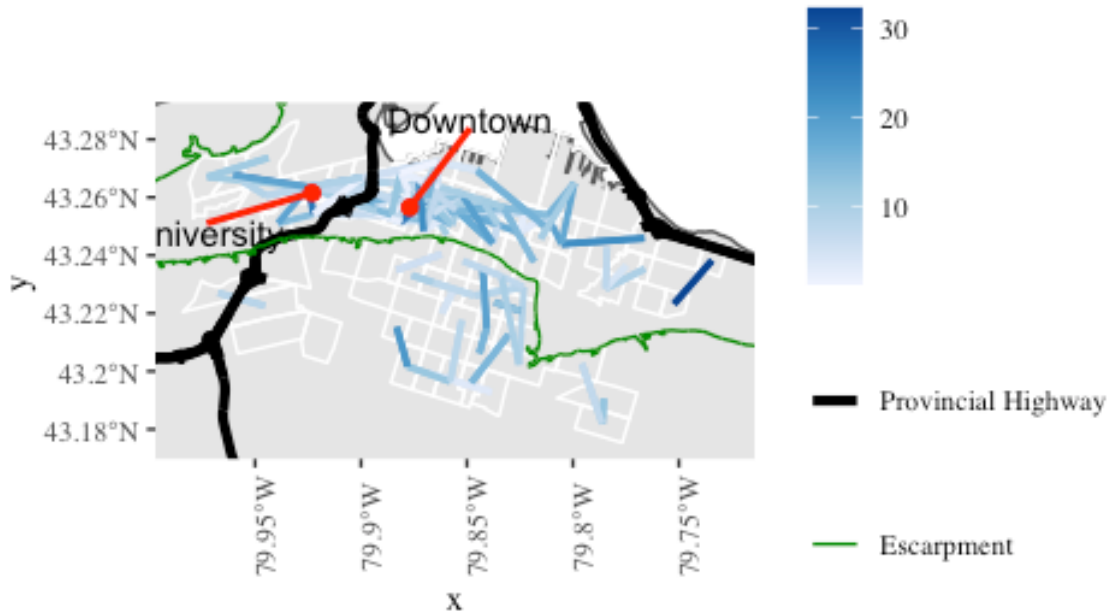 30
20
10
Downtown
niversity
43.28°N
43.26°N
43.24°N
43.22°N
43.2°N
43.18°N
y
79.95°W
79.9°W
79.85°W
79.8°W
79.75°W
x
Provincial Highway
Escarpment